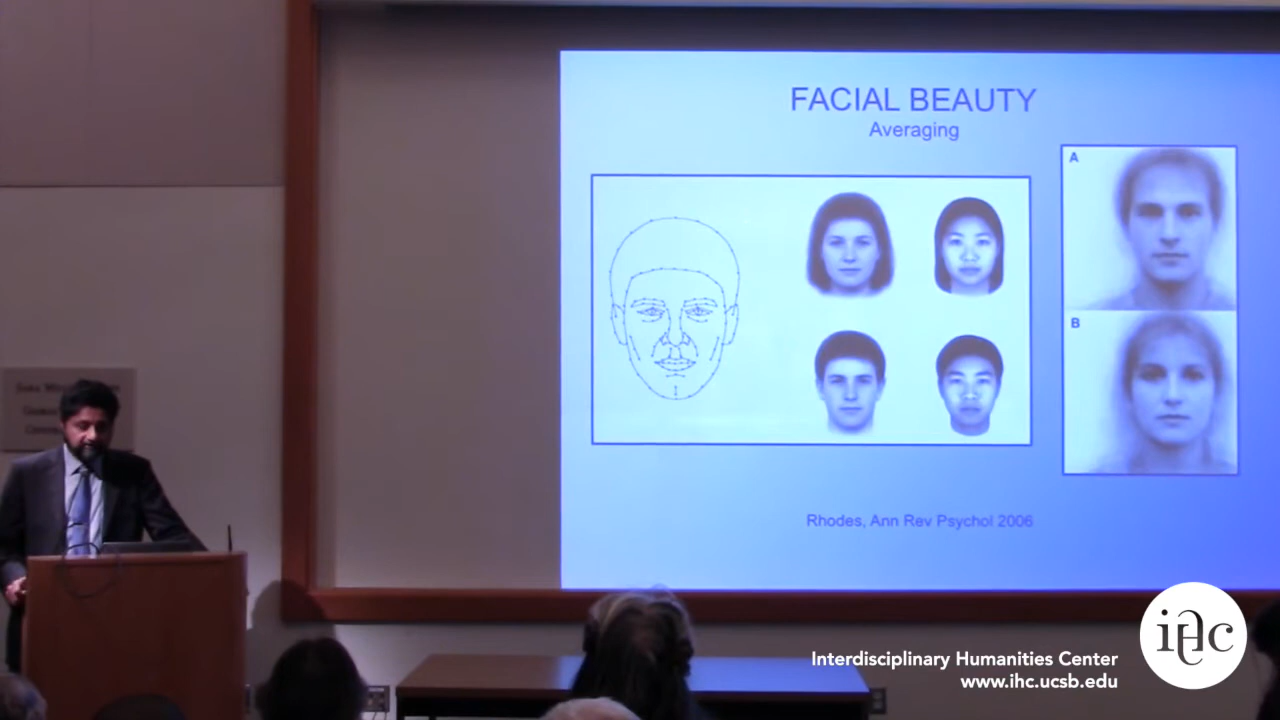 FACIAL BEAUTY
Averaging
A
B
Rhodes, Ann Rev Psychol 2006
ihc
Interdisciplinary Humanities Center
www.ihc.ucsb.edu